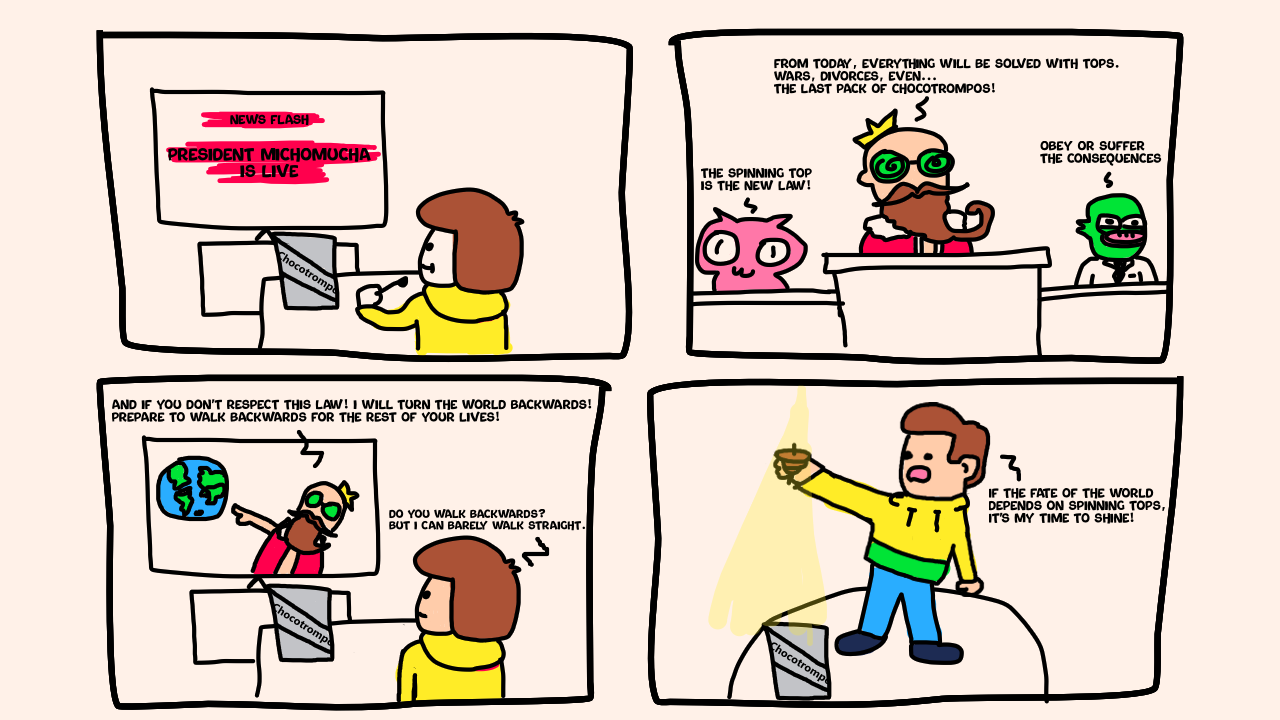 NEWS FLASH
PRESIDENT MICHOMUCHA
IS LIVE
Chocotrompo
FROM TODAY, EVERYTHING WILL BE SOLVED WITH TOPS.
WARS, DIVORCES, EVEN...
THE LAST PACK OF CHOCOTROMPOS!
THE SPINNING TOP
IS THE NEW LAW!
OBEY OR SUFFER
THE CONSEQUENCES
AND IF YOU DON'T RESPECT THIS LAW! I WILL TURN THE WORLD BACKWARDS!
PREPARE TO WALK BACKWARDS FOR THE REST OF YOUR LIVES!
DO YOU WALK BACKWARDS?
BUT I CAN BARELY WALK STRAIGHT.
Chocotrompo
IF THE FATE OF THE WORLD
DEPENDS ON SPINNING TOPS,
IT'S MY TIME TO SHINE!
Chocotrompo